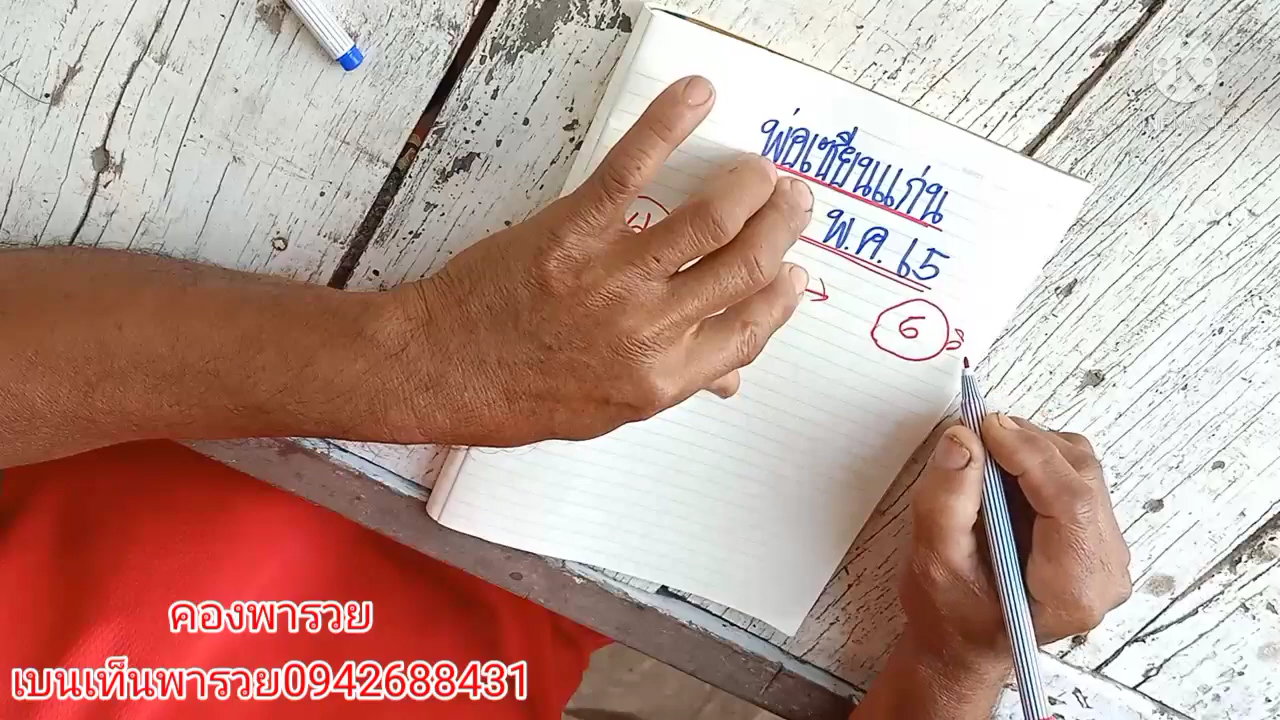 พ่อเซียนแก่น
พ.ค. 65
6
คองพารวย
เบนเท็นพารวย0942688431